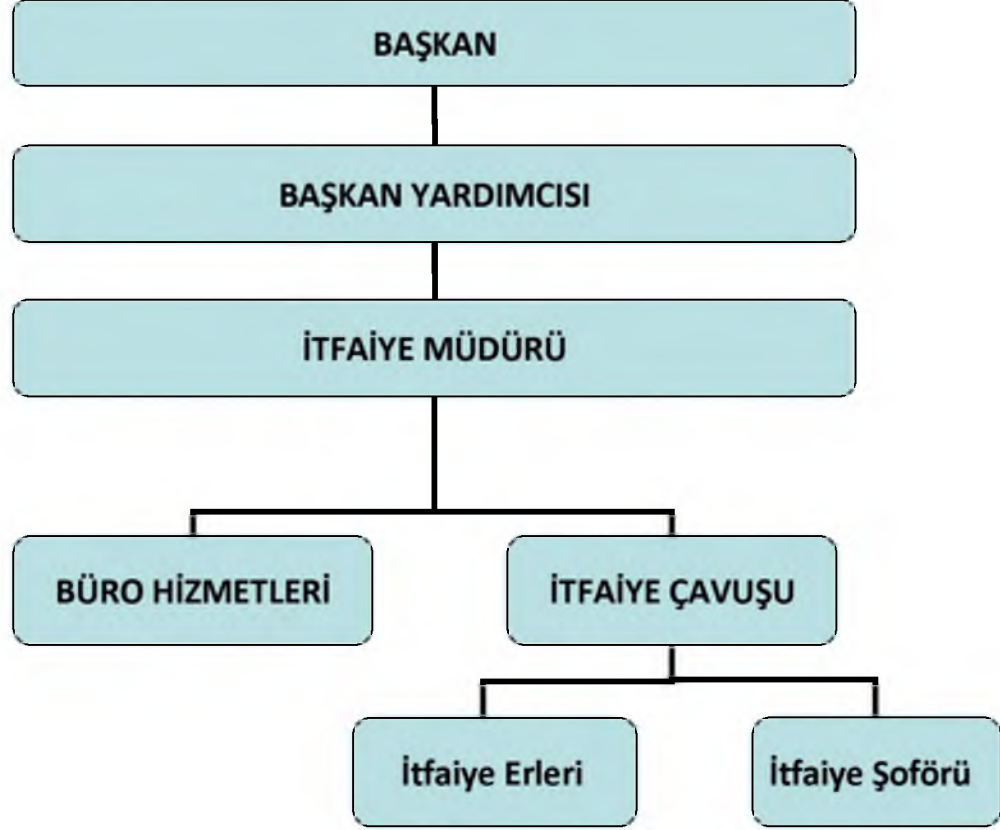 BAŞKAN
BAŞKAN YARDIMCISI
İTFAİYE MÜDÜRÜ
BÜRO HİZMETLERİ
İTFAİYE ÇAVUŞU
İtfaiye Erleri
İtfaiye Şoförü